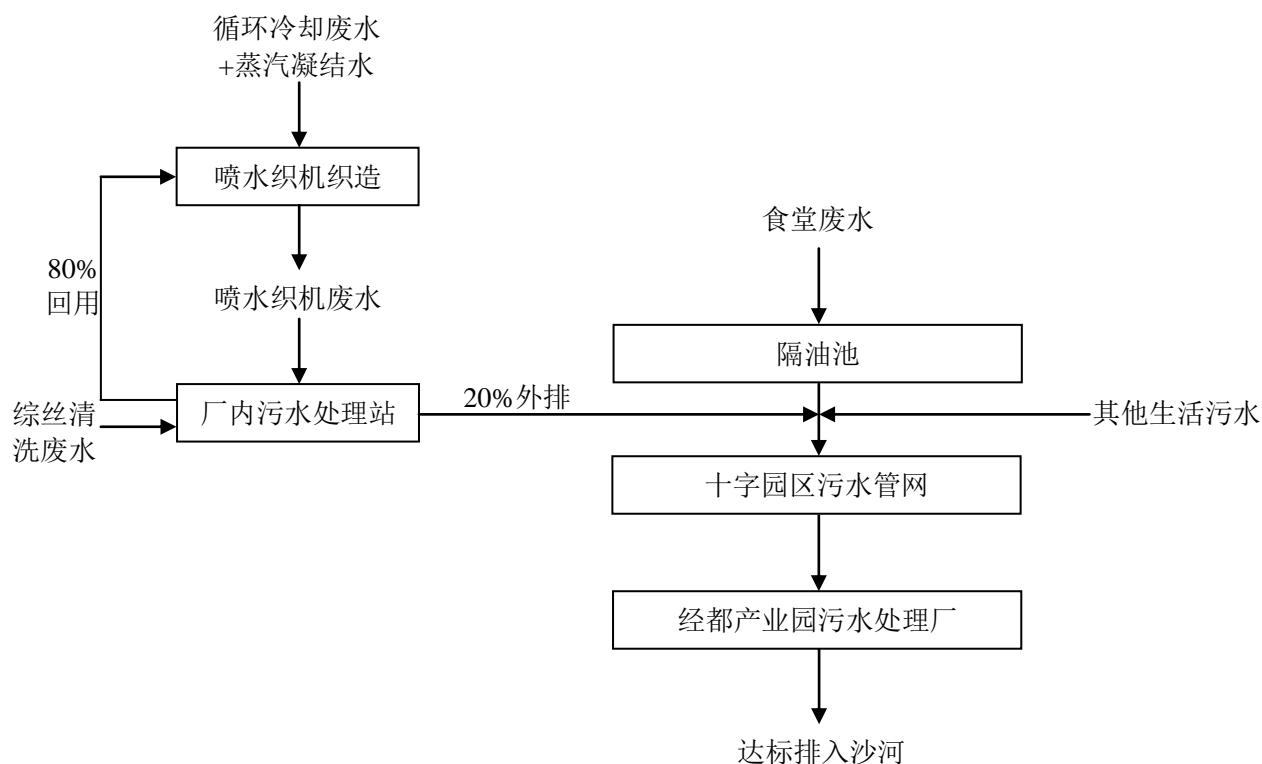 循环冷却废水
+蒸汽凝结水
喷水织机织造
食堂废水
80%
回用
喷水织机废水
隔油池
综丝清
洗废水
厂内污水处理站
20%外排
其他生活污水
十字园区污水管网
经都产业园污水处理厂
达标排入沙河